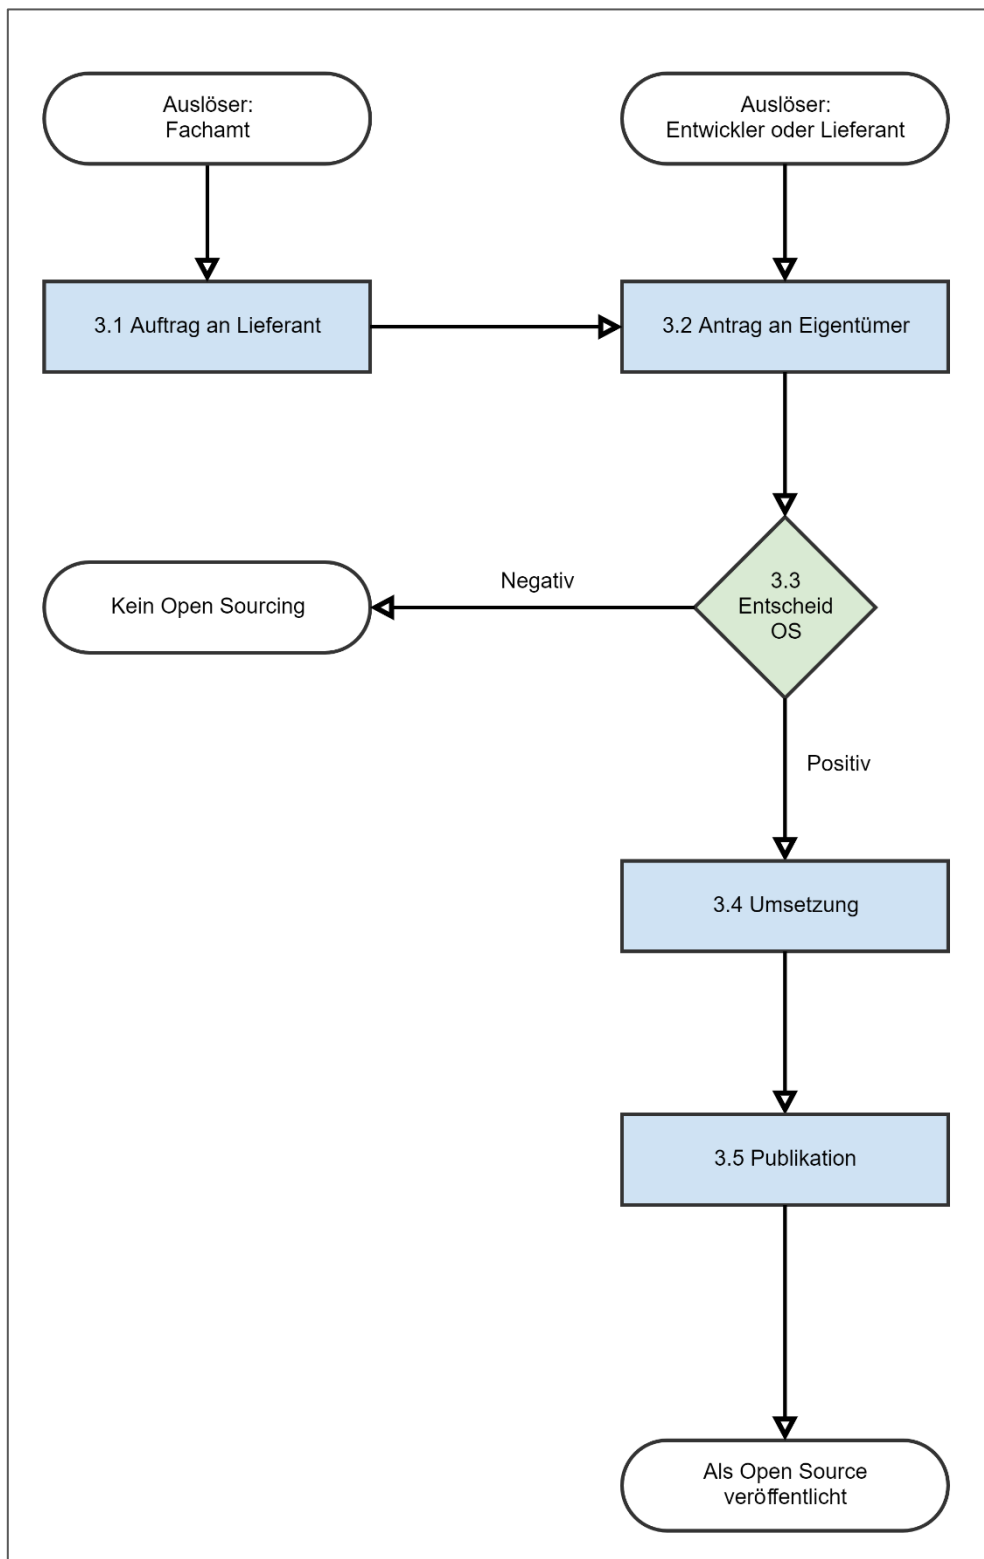 Auslöser:
Fachamt
Auslöser:
Entwickler oder Lieferant
3.1 Auftrag an Lieferant
3.2 Antrag an Eigentümer
Kein Open Sourcing
Negativ
3.3
Entscheid
OS
Positiv
3.4 Umsetzung
3.5 Publikation
Als Open Source
veröffentlicht